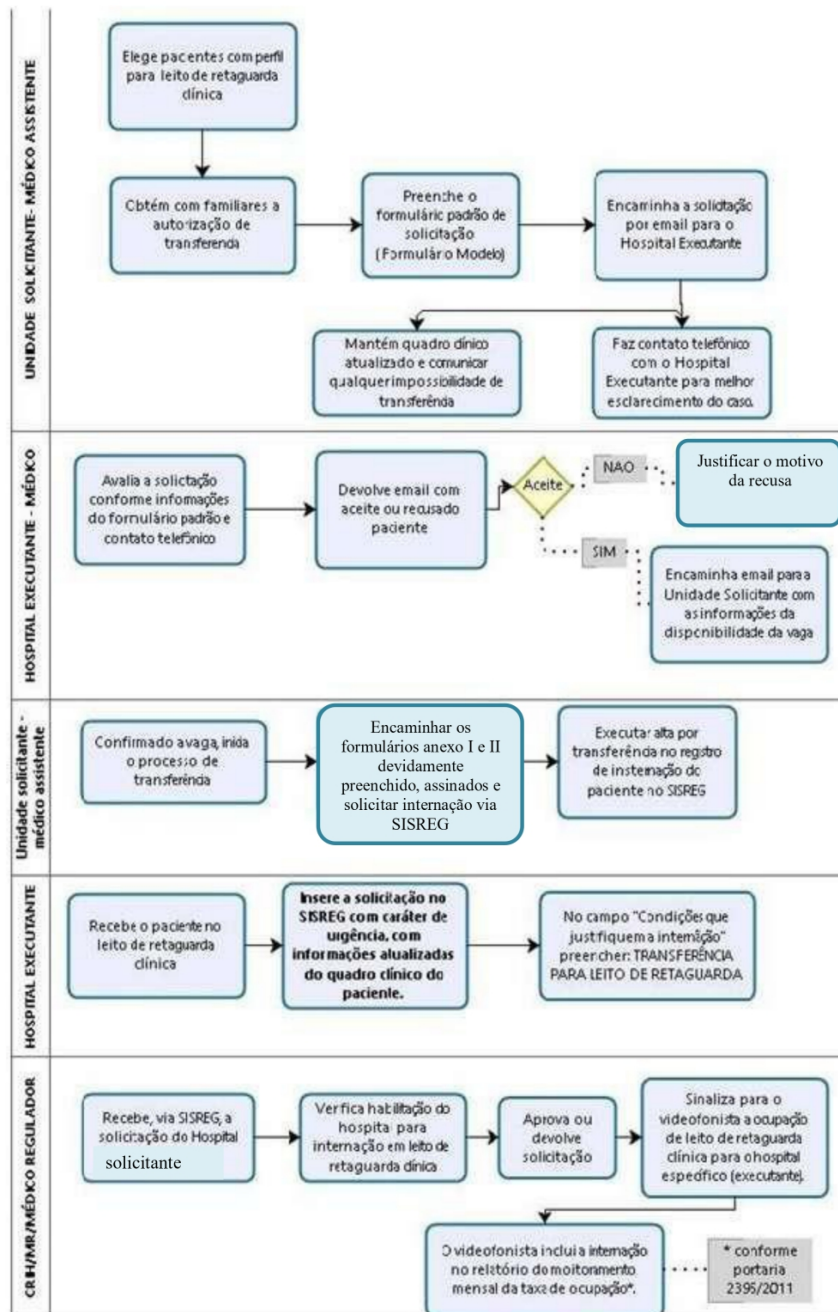 UNIDADE SOLICITANTE- MÉDICO ASSISTENTE
Elege pacientes com perfil
para leito de retaguarda
clínica
Cbtém com familiares a
autorização de
transferencia
Preenche o
formuláric padrão de
solicitação
(Formulário Modelo)
Encaminha a solicitação
por email para o
Hospital Executante
Mantém quadro clínico
atualizado e comunicar
qualquer impossibilidade de
transferência
Faz contato telefônico
com o Hospital
Executante para melhor
esclarecimento do caso.
HOSPITAL EXECUTANTE - MÉDICO
Avalia a solictação
conforme informações
do formulário padrão e
contato telefónico
Devolve email com
aceite ou recusado
paciente
Aceite
NAO
Justificar o motivo
da recusa
SIM
Encaminha email para a
Unidade Solicitante com
as informações da
disponibilidade da vaga
Unidade solicitante -
médico assistente
Confirmado avaga, inicia
o processo de
transferência
Encaminhar os
formulários anexo I e II
devidamente
preenchido, assinados e
solicitar internação via
SISREG
Executar alta por
transferência no registro
de insternação do
paciente no SISREG
HOSPITAL EXECUTANTE
Recebe o paciente no
leito de retaguarda
clínica
Insere a solicitação no
SISREG com caráter de
urgência, com
informações atualizadas
do quadro clínico do
paciente.
No campo "Condições que
justifiquem a internação"
preencher: TRANSFERÊNCIA
PARA LEITO DE RETAGUARDA
CRIH/MR/MÉDICO REGULADOR
Recebe, via SISREG, a
solicitação do Hospital
solicitante
Verifica habilitação do
hospital para
internação em leito de
retaguarda clínica
Aprova ou
devolve
solicitação
Sinaliza para o
videofonista a ocupação
de leito de retaguarda
clínica para o hospital
específico (executante).
O videofonista inclui a internação
no relatório do moitoramento
mensal da taxa de ocupação*.
* conforme
portaria
2395/2011